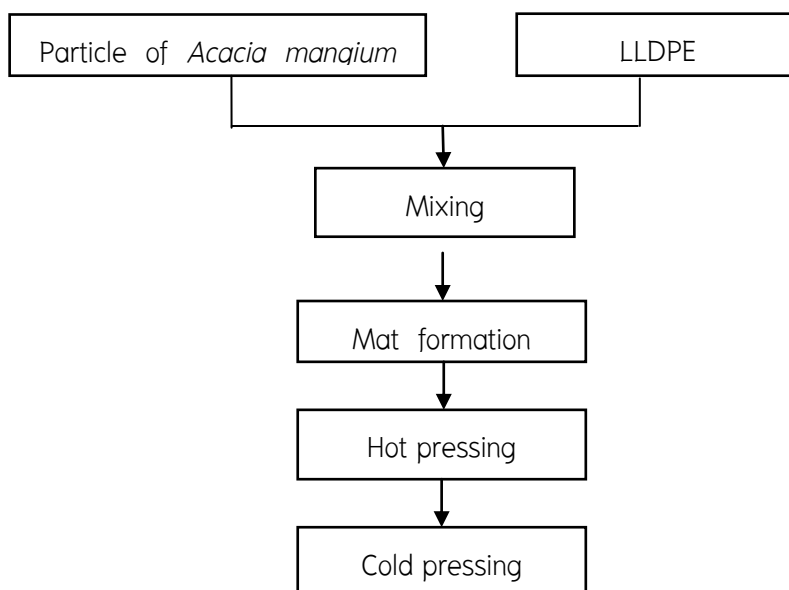 Particle of Acacia mangium
LLDPE
Mixing
Mat formation
Hot pressing
Cold pressing